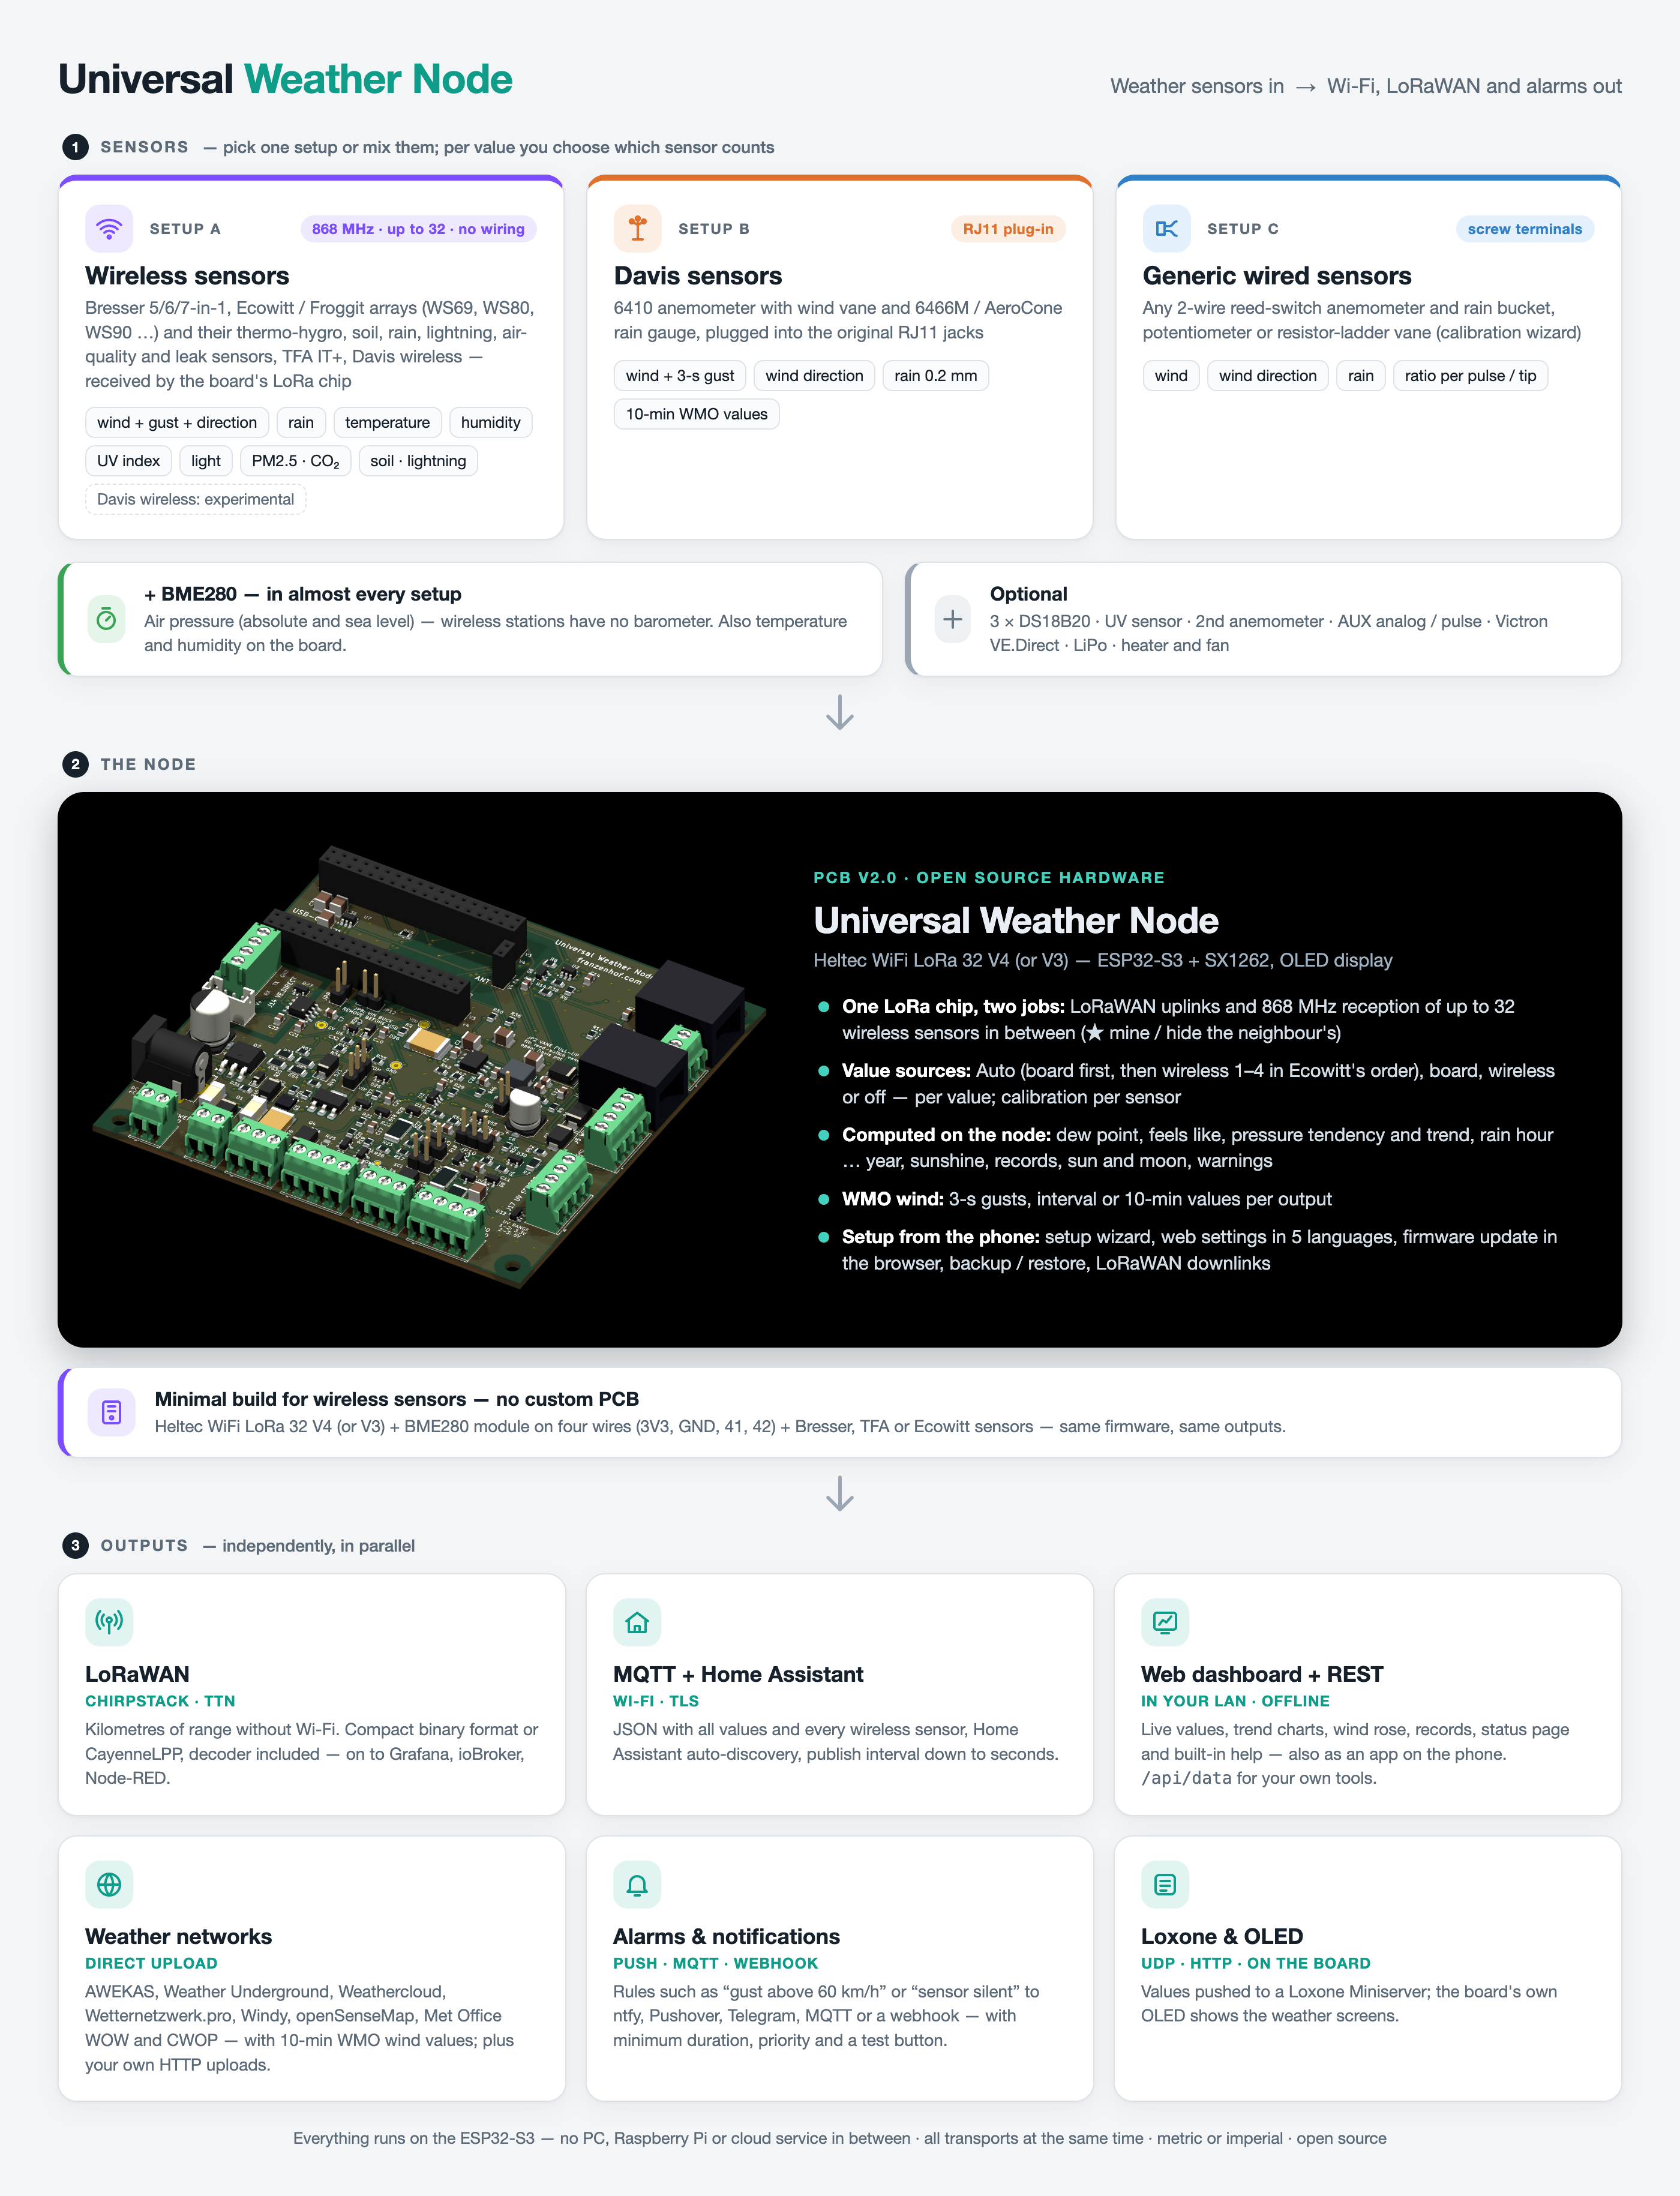 Universal Weather Node
Weather sensors in → Wi-Fi, LoRaWAN and alarms out
1 SENSORS — pick one setup or mix them; per value you choose which sensor counts
SETUP A
868 MHz · up to 32 · no wiring
Wireless sensors
Bresser 5/6/7-in-1, Ecowitt / Froggit arrays (WS69, WS80,
WS90 …) and their thermo-hygro, soil, rain, lightning, air-
quality and leak sensors, TFA IT+, Davis wireless —
received by the board's LoRa chip
wind + gust + direction rain temperature humidity
UV index light PM2.5 · CO₂ soil · lightning
Davis wireless: experimental
SETUP B
RJ11 plug-in
Davis sensors
6410 anemometer with wind vane and 6466M / AeroCone
rain gauge, plugged into the original RJ11 jacks
wind + 3-s gust wind direction rain 0.2 mm
10-min WMO values
SETUP C
screw terminals
Generic wired sensors
Any 2-wire reed-switch anemometer and rain bucket,
potentiometer or resistor-ladder vane (calibration wizard)
wind wind direction rain ratio per pulse / tip
+ BME280 — in almost every setup
Air pressure (absolute and sea level) — wireless stations have no barometer. Also temperature
and humidity on the board.
Optional
3 × DS18B20 · UV sensor · 2nd anemometer · AUX analog / pulse · Victron
VE.Direct · LiPo · heater and fan
2 THE NODE
Universal Weather Node
franzenhof.com
USB-
ANT
PCB V2.0 · OPEN SOURCE HARDWARE
Universal Weather Node
Heltec WiFi LoRa 32 V4 (or V3) — ESP32-S3 + SX1262, OLED display
One LoRa chip, two jobs: LoRaWAN uplinks and 868 MHz reception of up to 32
wireless sensors in between (★ mine / hide the neighbour's)
Value sources: Auto (board first, then wireless 1–4 in Ecowitt's order), board, wireless
or off — per value; calibration per sensor
Computed on the node: dew point, feels like, pressure tendency and trend, rain hour
… year, sunshine, records, sun and moon, warnings
WMO wind: 3-s gusts, interval or 10-min values per output
Setup from the phone: setup wizard, web settings in 5 languages, firmware update in
the browser, backup / restore, LoRaWAN downlinks
Minimal build for wireless sensors — no custom PCB
Heltec WiFi LoRa 32 V4 (or V3) + BME280 module on four wires (3V3, GND, 41, 42) + Bresser, TFA or Ecowitt sensors — same firmware, same outputs.
3 OUTPUTS — independently, in parallel
LoRaWAN
CHIRPSTACK · TTN
Kilometres of range without Wi-Fi. Compact binary format or
CayenneLPP, decoder included — on to Grafana, ioBroker,
Node-RED.
MQTT + Home Assistant
WI-FI · TLS
JSON with all values and every wireless sensor, Home
Assistant auto-discovery, publish interval down to seconds.
Web dashboard + REST
IN YOUR LAN · OFFLINE
Live values, trend charts, wind rose, records, status page
and built-in help — also as an app on the phone.
/api/data for your own tools.
Weather networks
DIRECT UPLOAD
AWEKAS, Weather Underground, Weathercloud,
Wetternetzwerk.pro, Windy, openSenseMap, Met Office
WOW and CWOP — with 10-min WMO wind values; plus
your own HTTP uploads.
Alarms & notifications
PUSH · MQTT · WEBHOOK
Rules such as “gust above 60 km/h” or “sensor silent” to
ntfy, Pushover, Telegram, MQTT or a webhook — with
minimum duration, priority and a test button.
Loxone & OLED
UDP · HTTP · ON THE BOARD
Values pushed to a Loxone Miniserver; the board's own
OLED shows the weather screens.
Everything runs on the ESP32-S3 — no PC, Raspberry Pi or cloud service in between · all transports at the same time · metric or imperial · open source